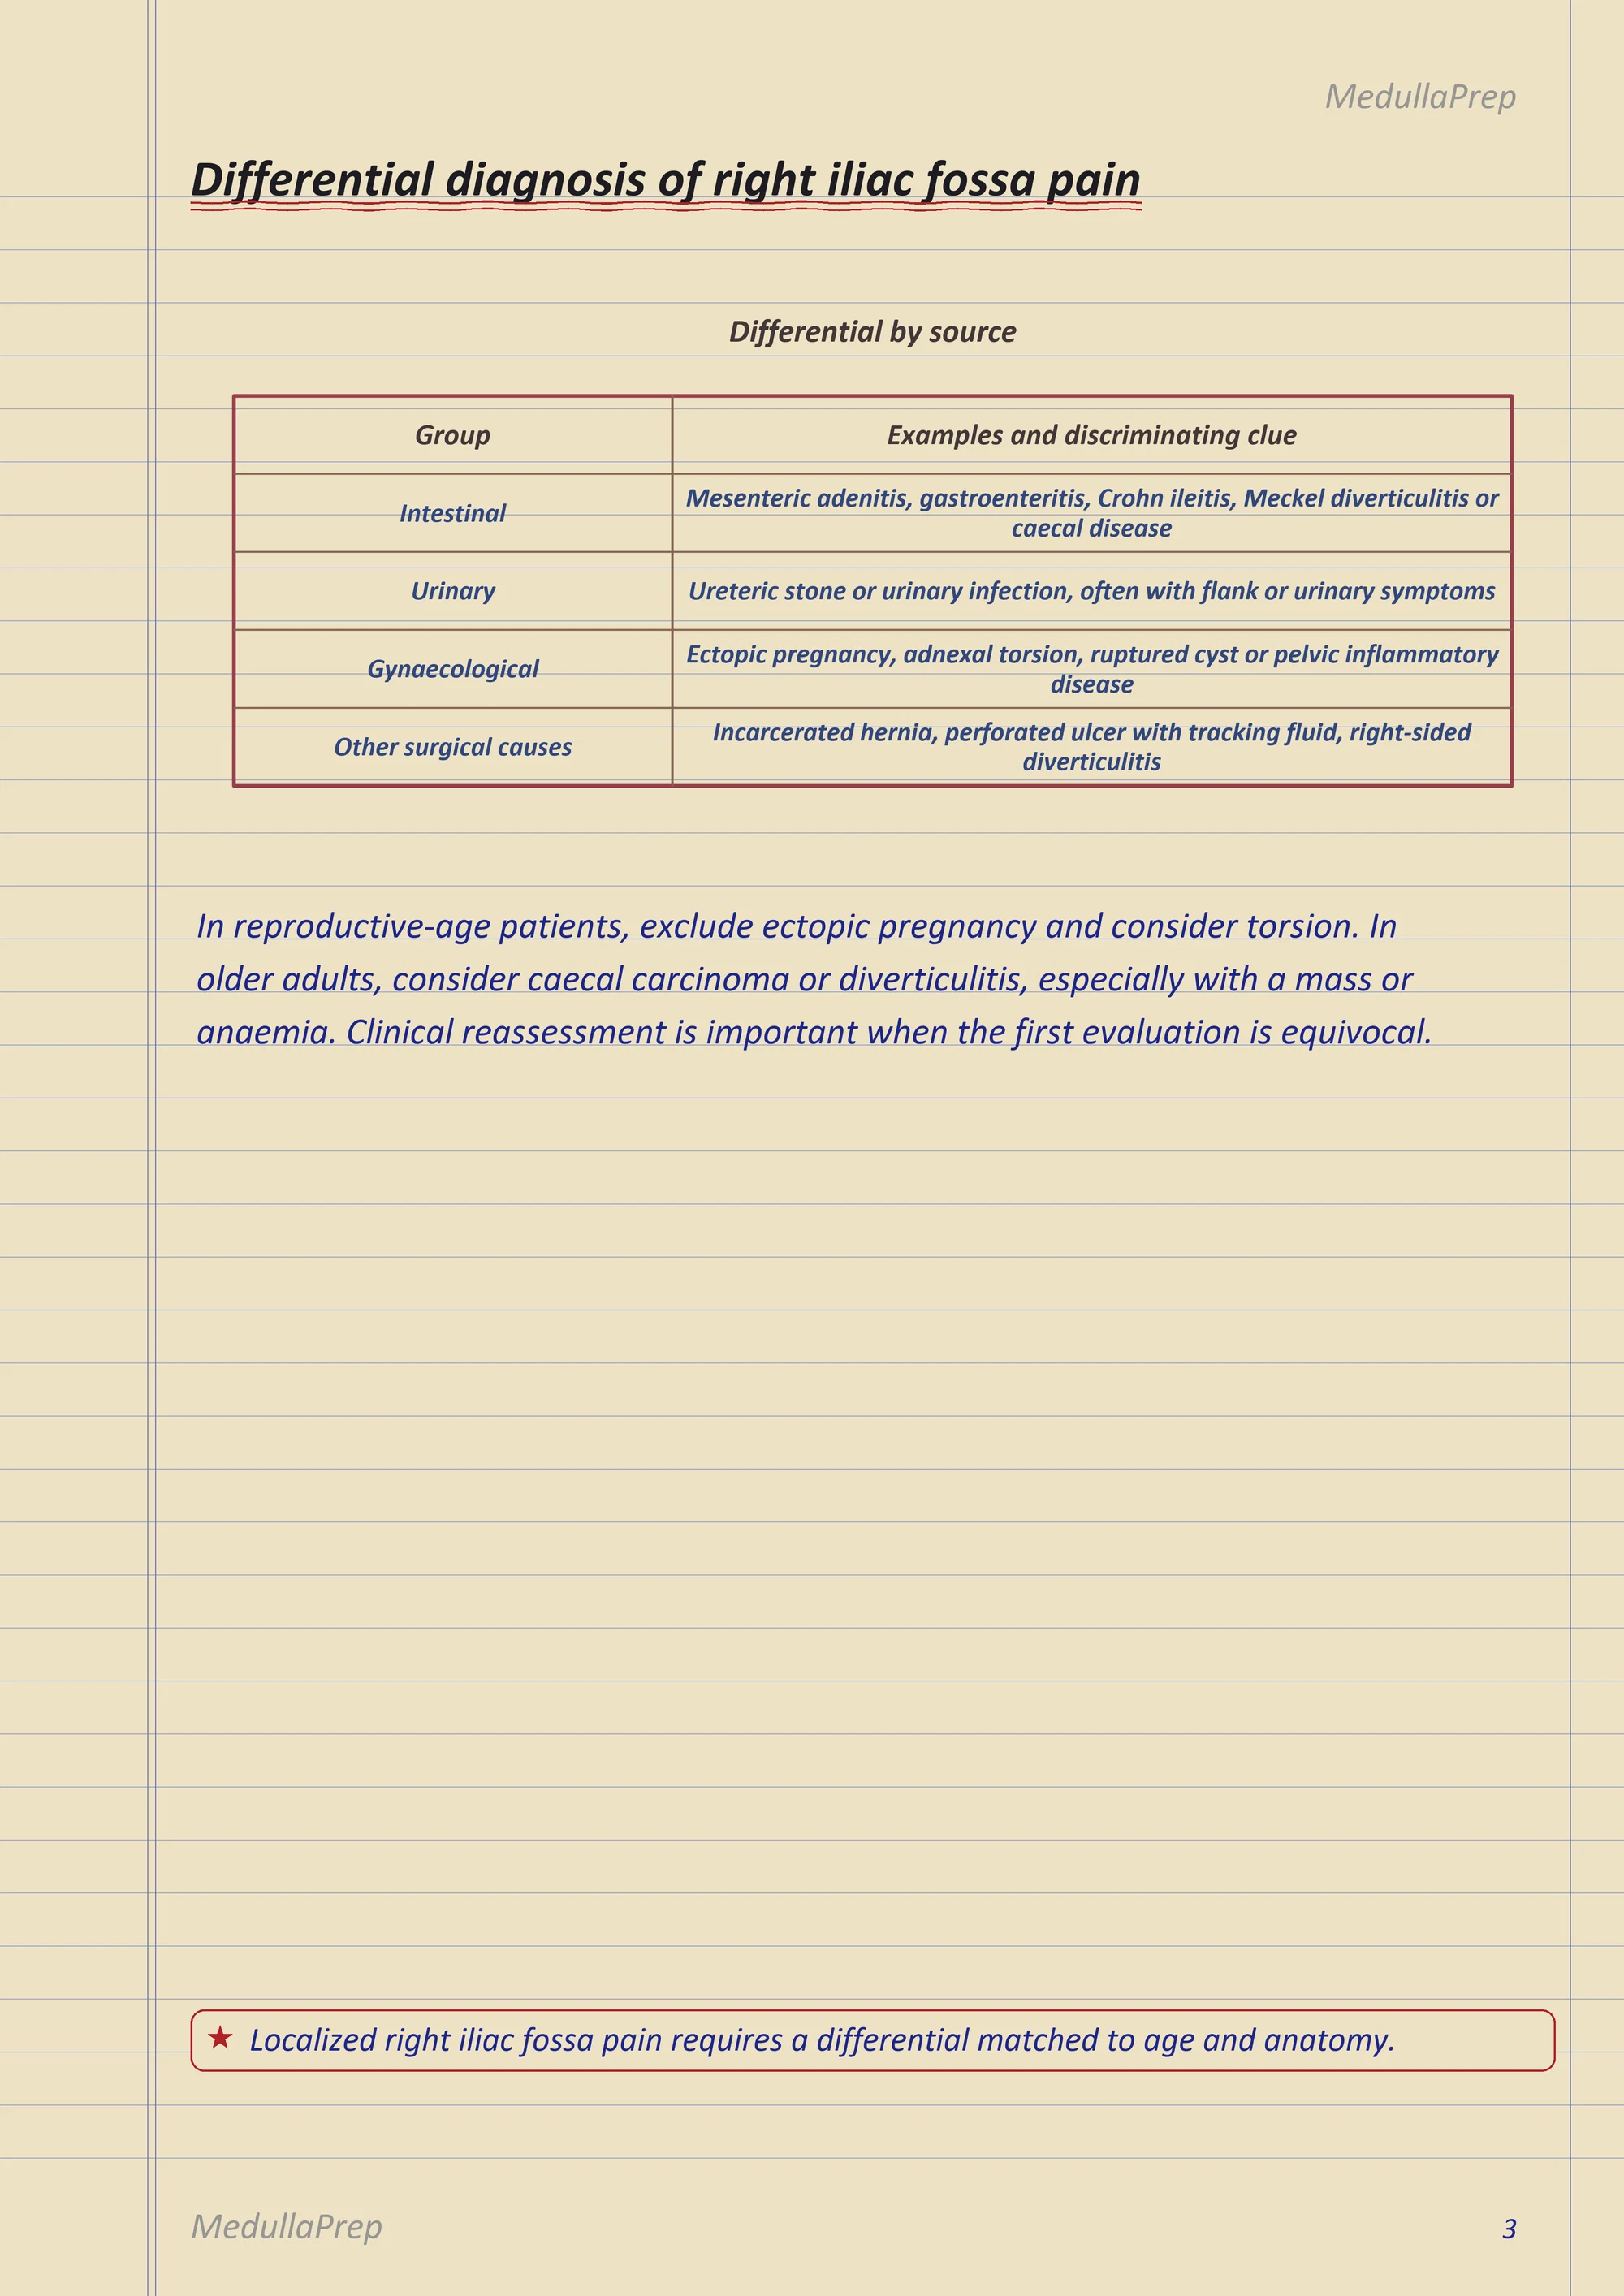 MedullaPrep
Differential diagnosis of right iliac fossa pain
Differential by source
Group
Examples and discriminating clue
Intestinal
Mesenteric adenitis, gastroenteritis, Crohn ileitis, Meckel diverticulitis or
caecal disease
Urinary
Ureteric stone or urinary infection, often with flank or urinary symptoms
Gynaecological
Ectopic pregnancy, adnexal torsion, ruptured cyst or pelvic inflammatory
disease
Other surgical causes
Incarcerated hernia, perforated ulcer with tracking fluid, right-sided
diverticulitis
In reproductive-age patients, exclude ectopic pregnancy and consider torsion. In
older adults, consider caecal carcinoma or diverticulitis, especially with a mass or
anaemia. Clinical reassessment is important when the first evaluation is equivocal.
★ Localized right iliac fossa pain requires a differential matched to age and anatomy.
MedullaPrep
3